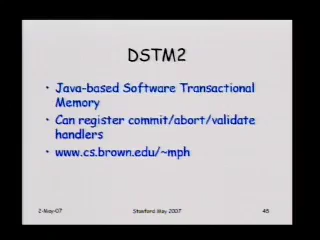 DSTM2
• Java-based Software Transactional
Memory
• Can register commit/abort/validate
handlers
• www.cs.brown.edu/~mph
2-May-07 Stanford May 2007 45